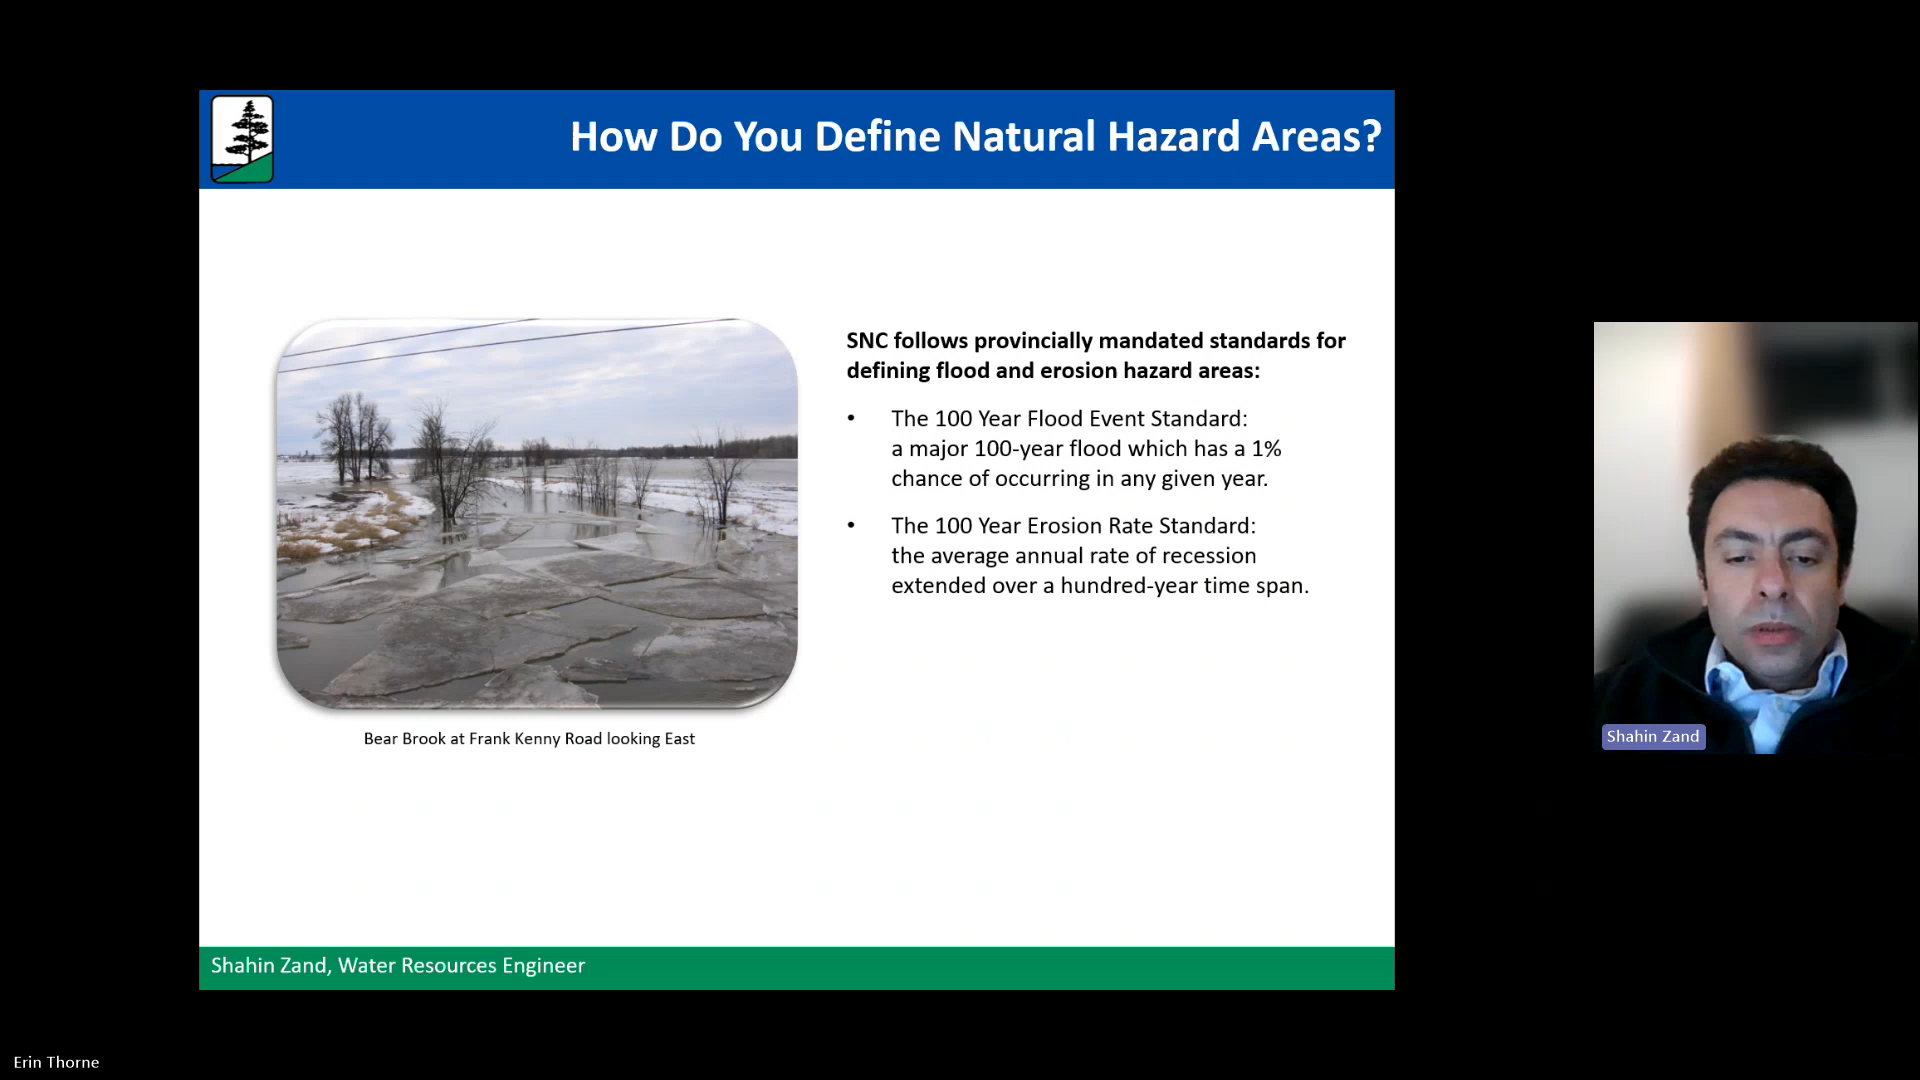 How Do You Define Natural Hazard Areas?
SNC follows provincially mandated standards for
defining flood and erosion hazard areas:
• The 100 Year Flood Event Standard:
a major 100-year flood which has a 1%
chance of occurring in any given year.
• The 100 Year Erosion Rate Standard:
the average annual rate of recession
extended over a hundred-year time span.
Bear Brook at Frank Kenny Road looking East
Shahin Zand, Water Resources Engineer
Shahin Zand
Erin Thorne